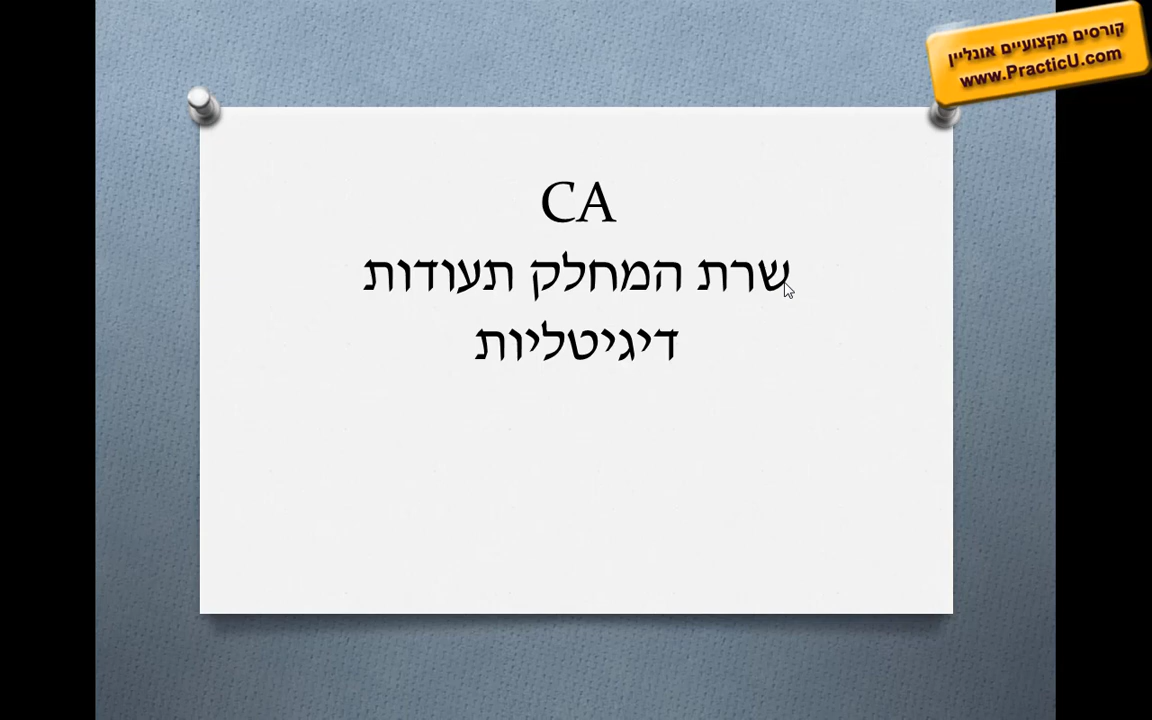 קורסים מקצועיים אונליין
www.PracticU.com
CA
שרת המחלק תעודות
דיגיטליות